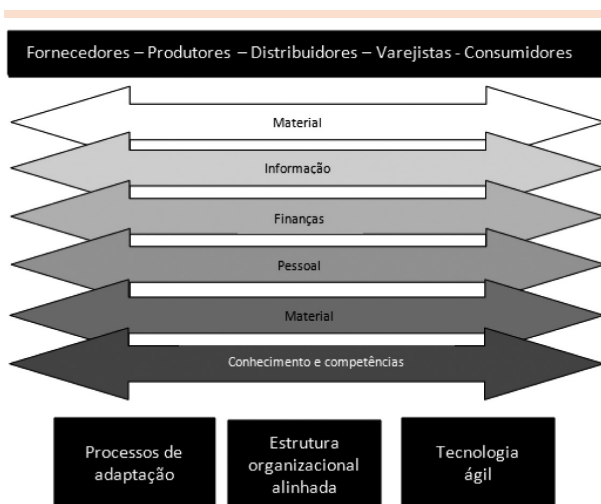 Fornecedores – Produtores – Distribuidores – Varejistas - Consumidores
Material
Informação
Finanças
Pessoal
Material
Conhecimento e competências
Processos de
adaptação
Estrutura
organizacional
alinhada
Tecnologia
ágil